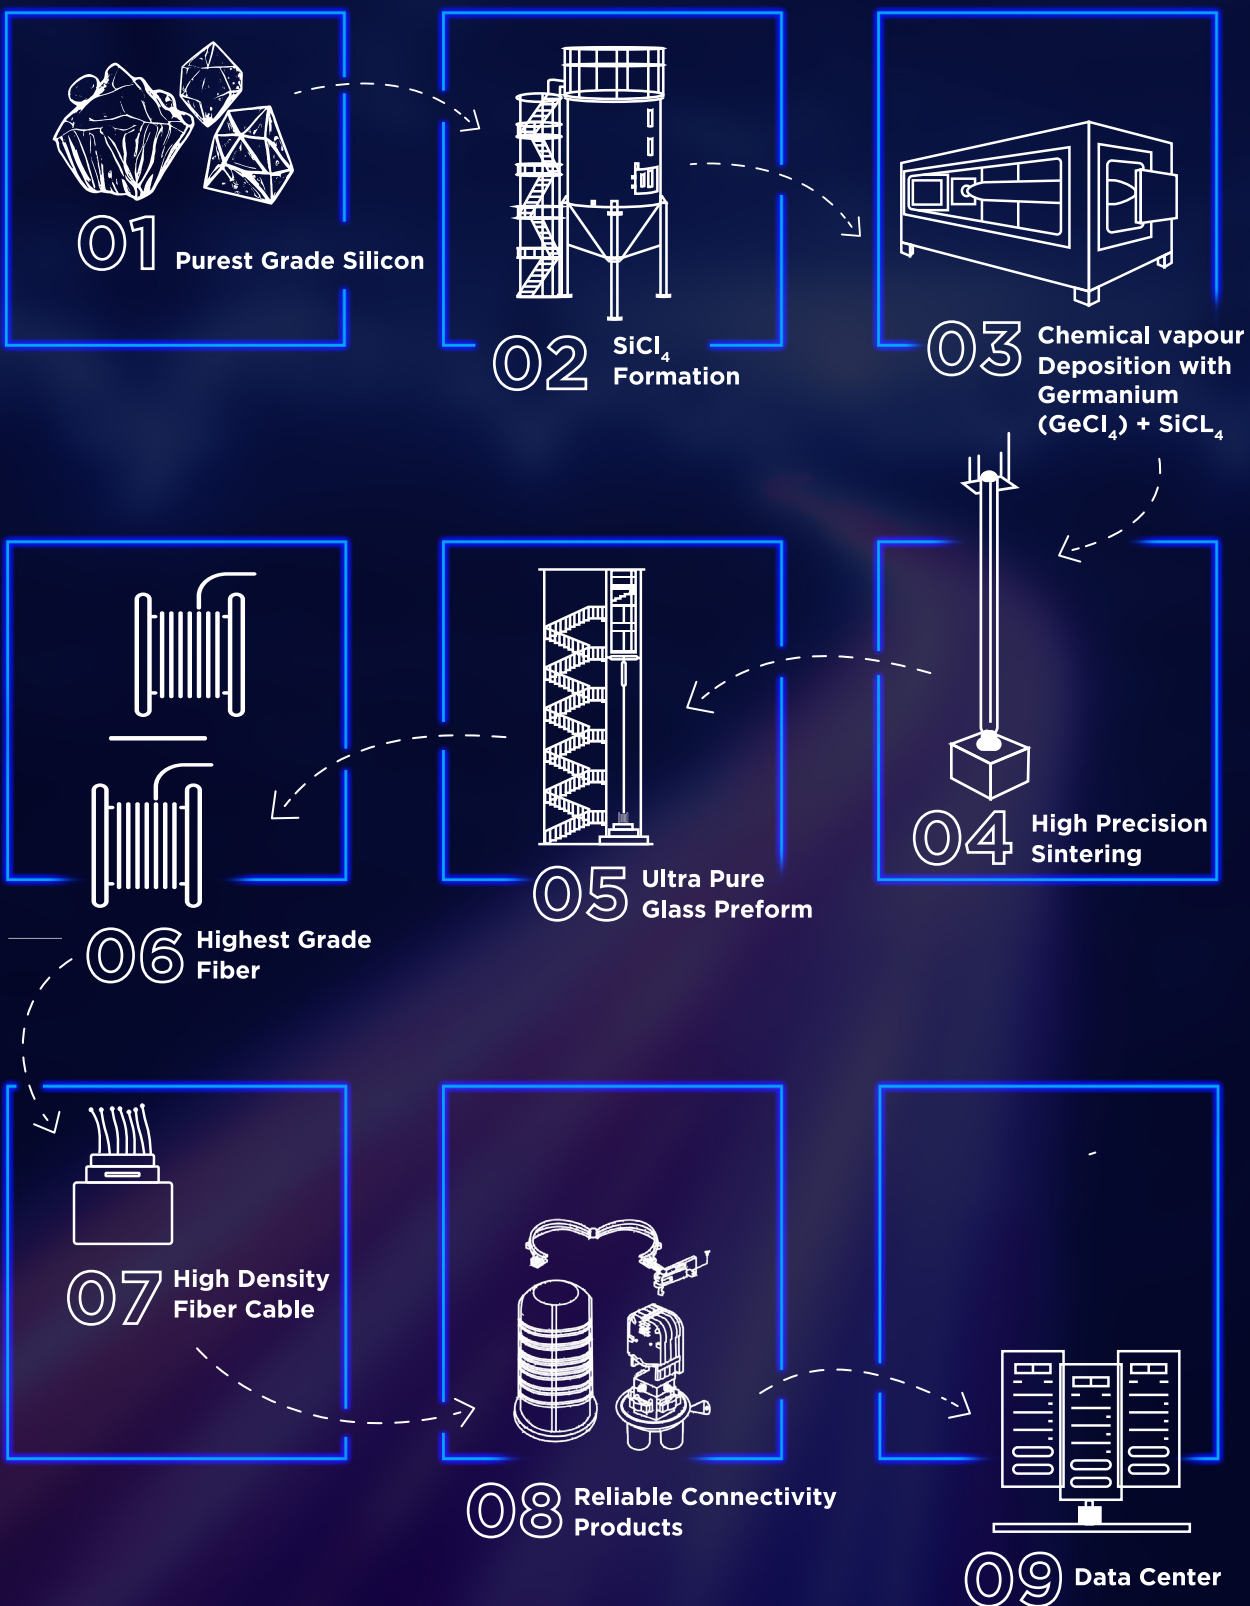 01 Purest Grade Silicon
02 SiCl₄
Formation
03 Chemical vapour
Deposition with
Germanium
(GeCl₄) + SiCL₄
04 High Precision
Sintering
05 Ultra Pure
Glass Preform
06 Highest Grade
Fiber
07 High Density
Fiber Cable
08 Reliable Connectivity
Products
09 Data Center